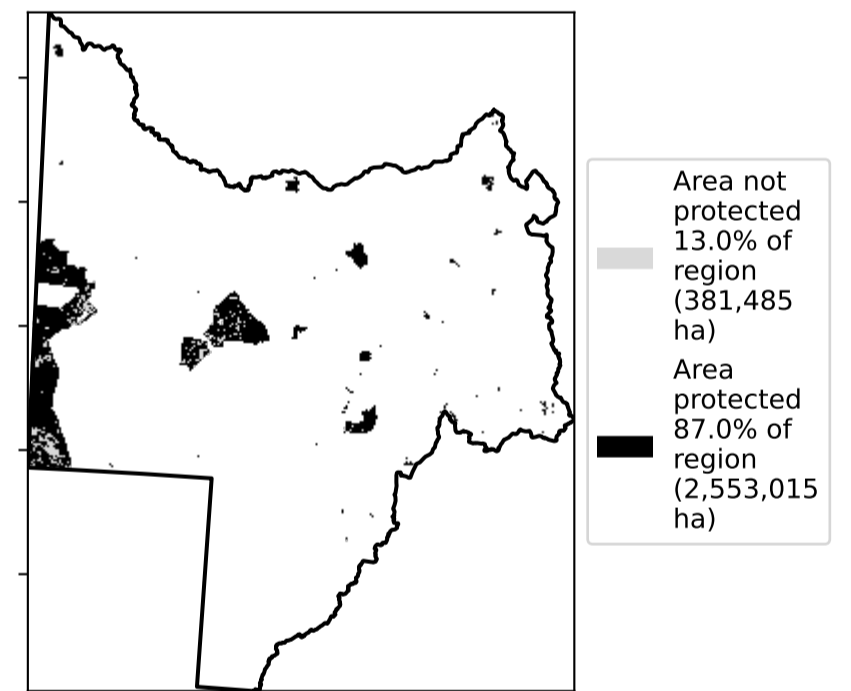 Area not
protected
13.0% of
region
(381,485
ha)
Area
protected
87.0% of
region
(2,553,015
ha)